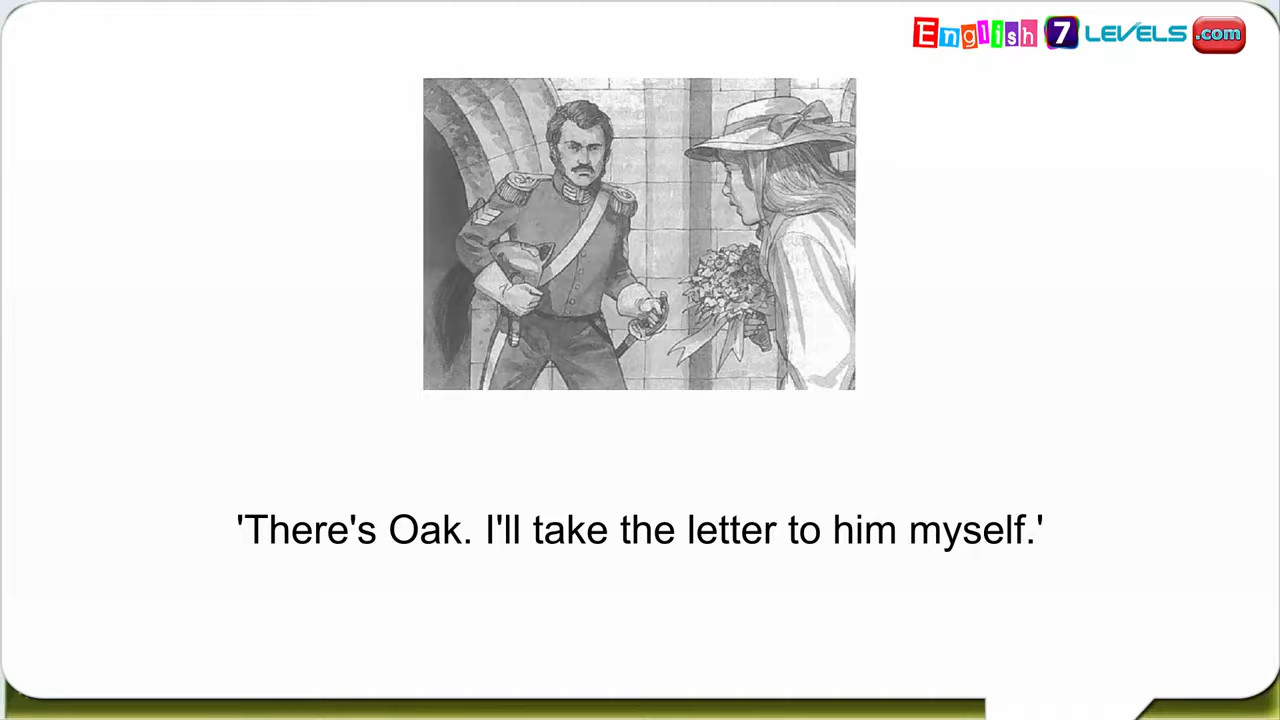 English 7 LEVELS .com
'There's Oak. I'll take the letter to him myself.'